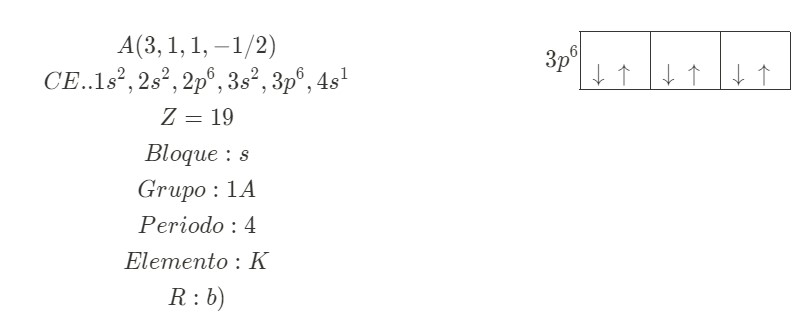 A(3, 1, 1, −1/2)
CE..1s², 2s², 2p⁶, 3s², 3p⁶, 4s¹
Z = 19
Bloque : s
Grupo : 1A
Periodo : 4
Elemento : K
R : b)
3p⁶ ↓ ↑ ↓ ↑ ↓ ↑